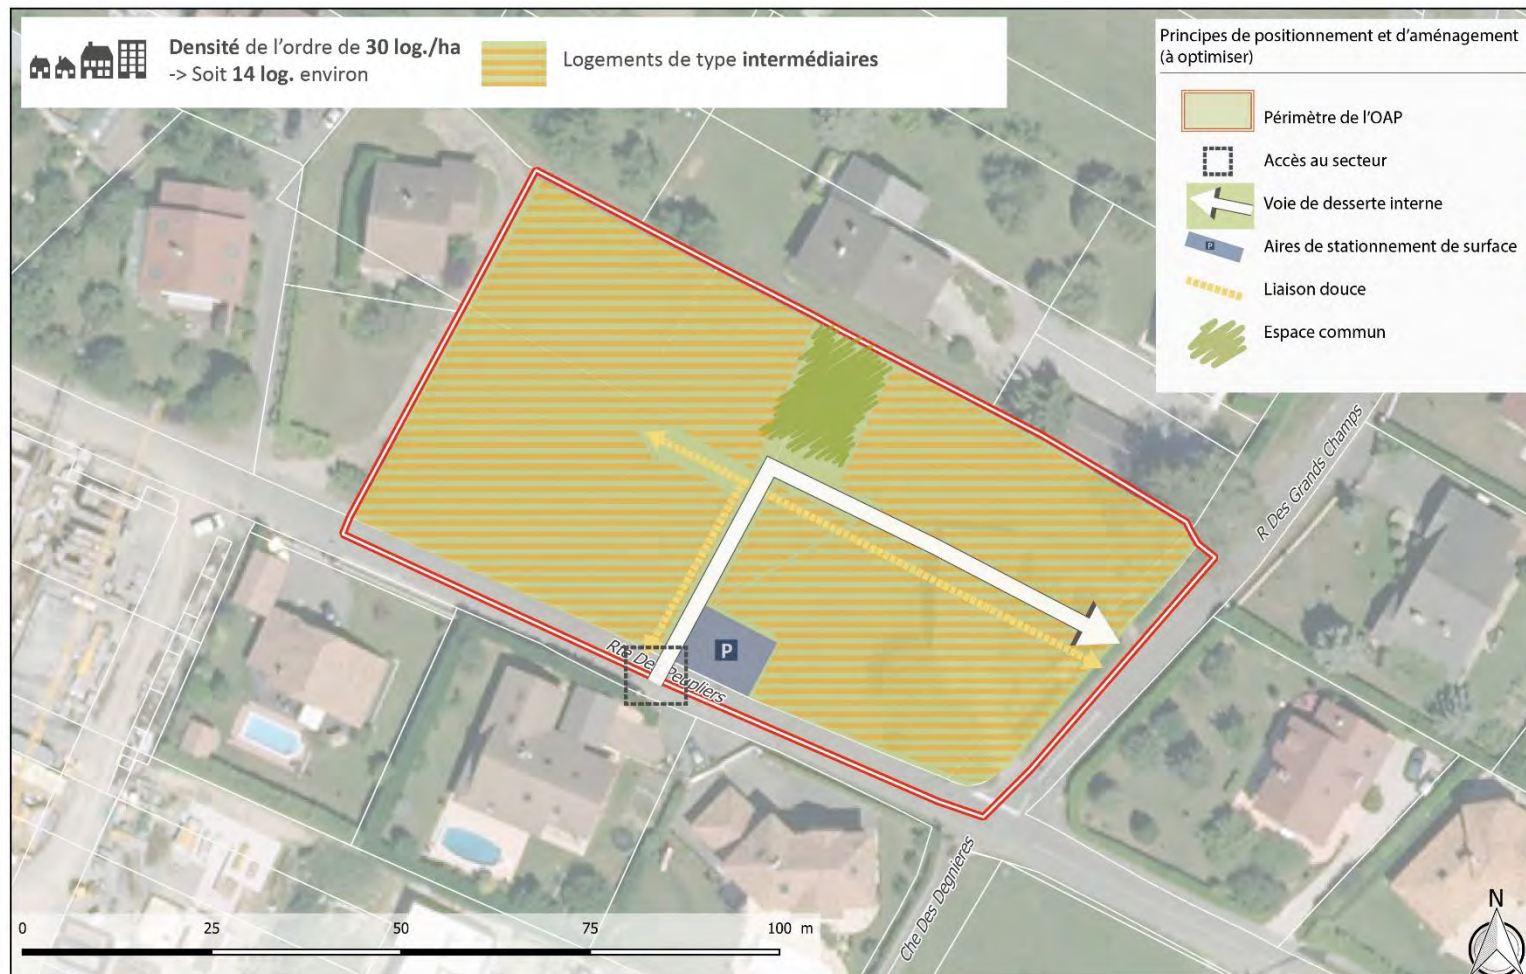 Densité de l'ordre de 30 log./ha
-> Soit 14 log. environ
Logements de type intermédiaires
Principes de positionnement et d'aménagement
(à optimiser)
Périmètre de l'OAP
Accès au secteur
Voie de desserte interne
P
Aires de stationnement de surface
Liaison douce
Espace commun
R Des Grands Champs
P
Rte Des Peupliers
Che Des Degnieres
0 25 50 75 100 m
N